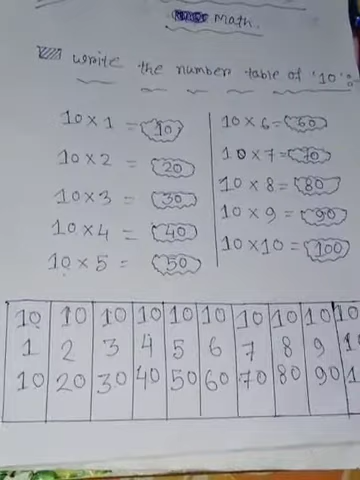 Math.
Write the number table of '10':-
10 × 1 = 10
10 × 2 = 20
10 × 3 = 30
10 × 4 = 40
10 × 5 = 50
10 × 6 = 60
10 × 7 = 70
10 × 8 = 80
10 × 9 = 90
10 × 10 = 100
10 10 10 10 10 10 10 10 10 10
1 2 3 4 5 6 7 8 9
10 20 30 40 50 60 70 80 90